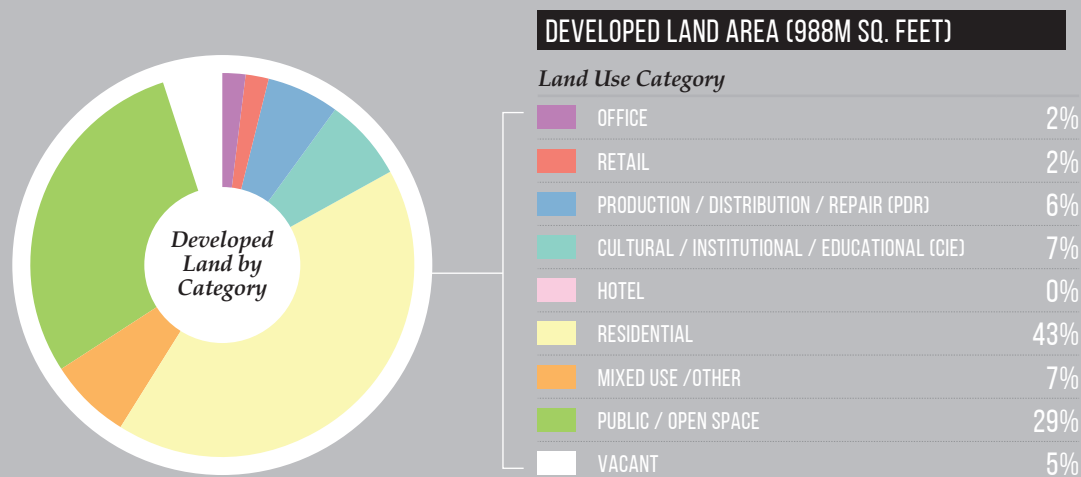 DEVELOPED LAND AREA (988M SQ. FEET)
Land Use Category
OFFICE 2%
RETAIL 2%
PRODUCTION / DISTRIBUTION / REPAIR (PDR) 6%
CULTURAL / INSTITUTIONAL / EDUCATIONAL (CIE) 7%
HOTEL 0%
RESIDENTIAL 43%
MIXED USE /OTHER 7%
PUBLIC / OPEN SPACE 29%
VACANT 5%
Developed
Land by
Category